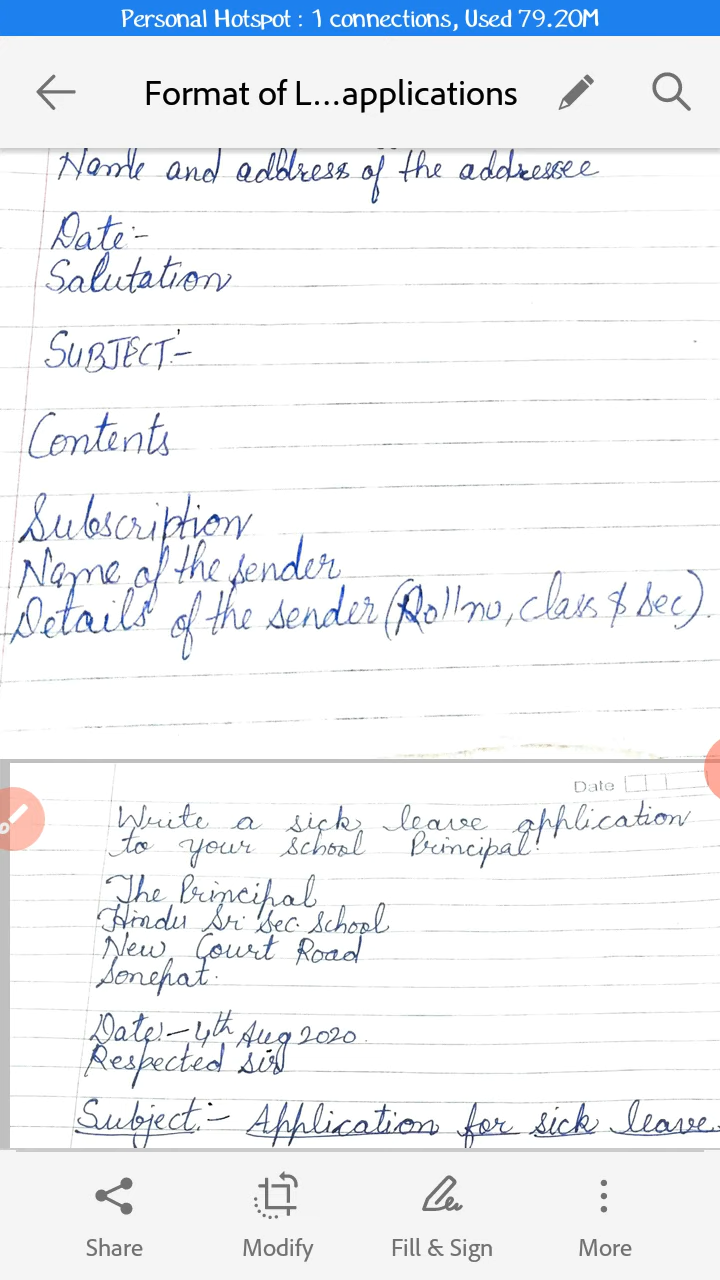 Personal Hotspot : 1 connections, Used 79.20M
Format of L...applications
Name and address of the addressee
Date:-
Salutation
SUBJECT:-
Contents
Subscription
Name of the sender
Details of the sender (Roll no, class & sec).
Date
Write a sick leave application
to your school Principal.
The Principal
Hindu Sr. Sec. School
New Court Road
Sonepat.
Date:- 4th Aug 2020.
Respected Sir
Subject:- Application for sick leave.
Share
Modify
Fill & Sign
More